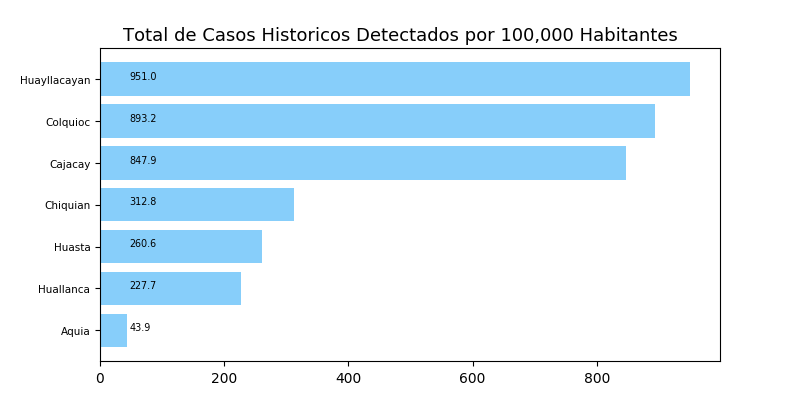 Total de Casos Historicos Detectados por 100,000 Habitantes
Huayllacayan 951.0
Colquioc 893.2
Cajacay 847.9
Chiquian 312.8
Huasta 260.6
Huallanca 227.7
Aquia 43.9
0 200 400 600 800